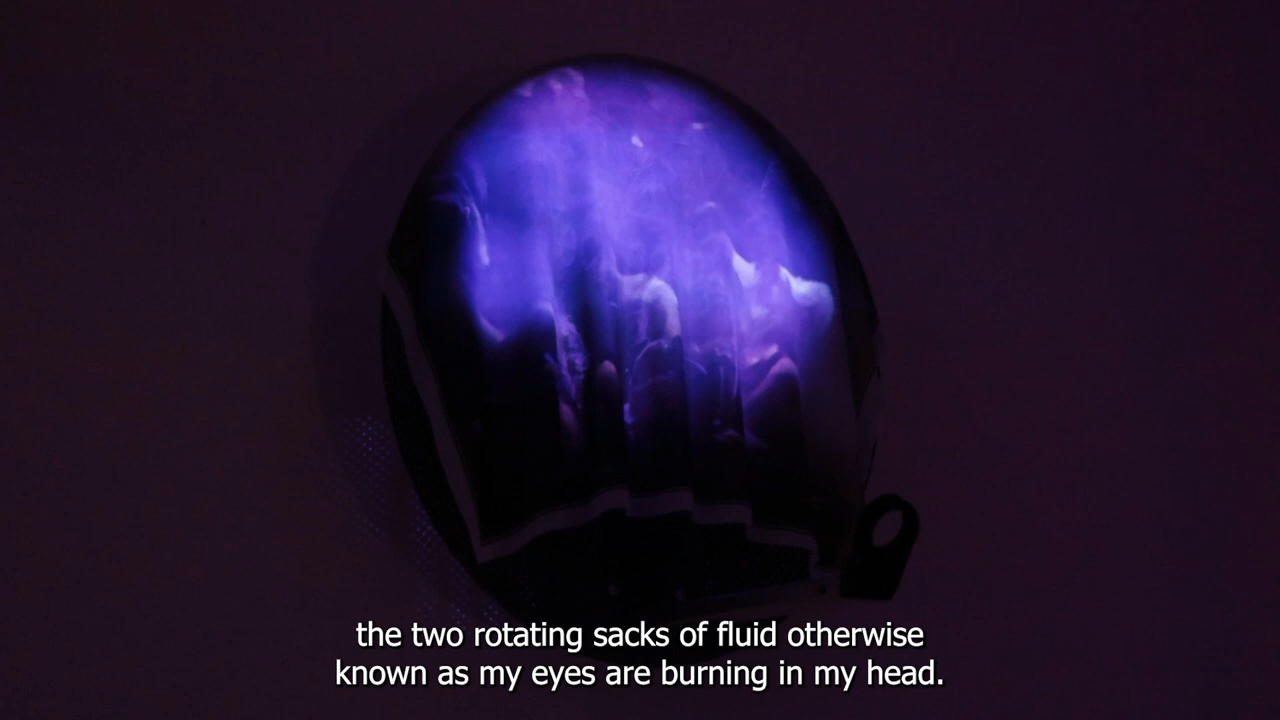 the two rotating sacks of fluid otherwise
known as my eyes are burning in my head.